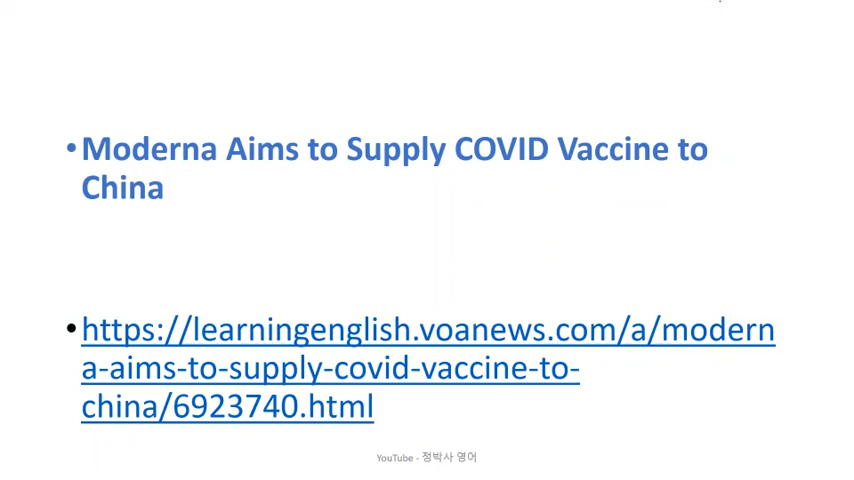 •Moderna Aims to Supply COVID Vaccine to
China
•https://learningenglish.voanews.com/a/modern
a-aims-to-supply-covid-vaccine-to-
china/6923740.html
YouTube - 정박사 영어